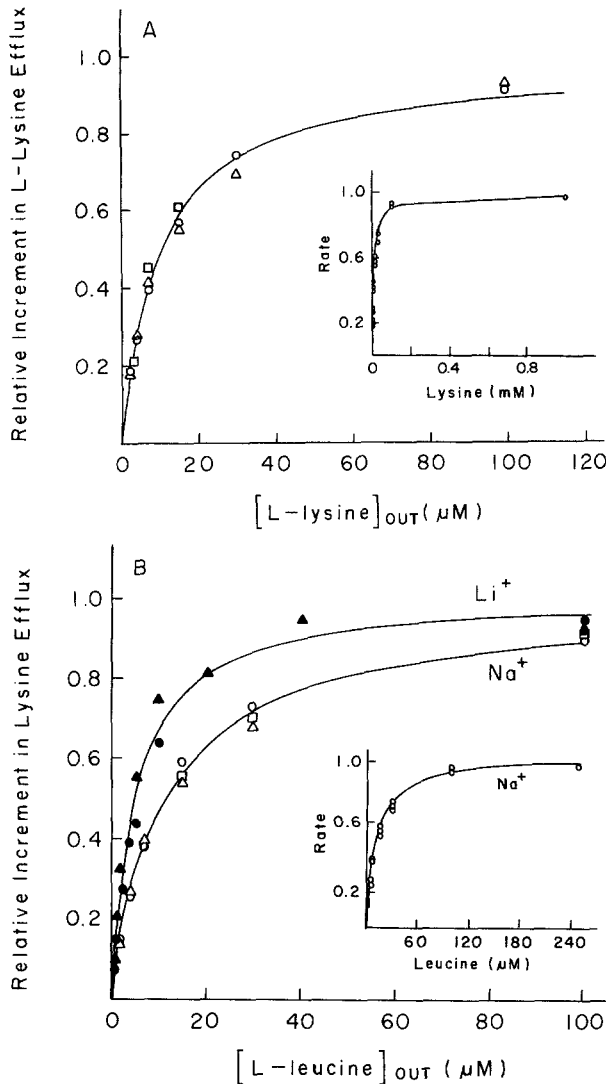 A
Relative Increment in L-Lysine Efflux
1.0
0.8
0.6
0.4
0.2
0
20
40
60
80
100
120
[L-lysine]OUT (μM)
Rate
1.0
0.6
0.2
0
0.4
0.8
Lysine (mM)
B
Relative Increment in Lysine Efflux
1.0
0.8
0.6
0.4
0.2
0
20
40
60
80
100
[L-leucine]OUT (μM)
Li+
Na+
Rate
1.0
0.6
0.2
60
120
180
240
Leucine (μM)
Na+